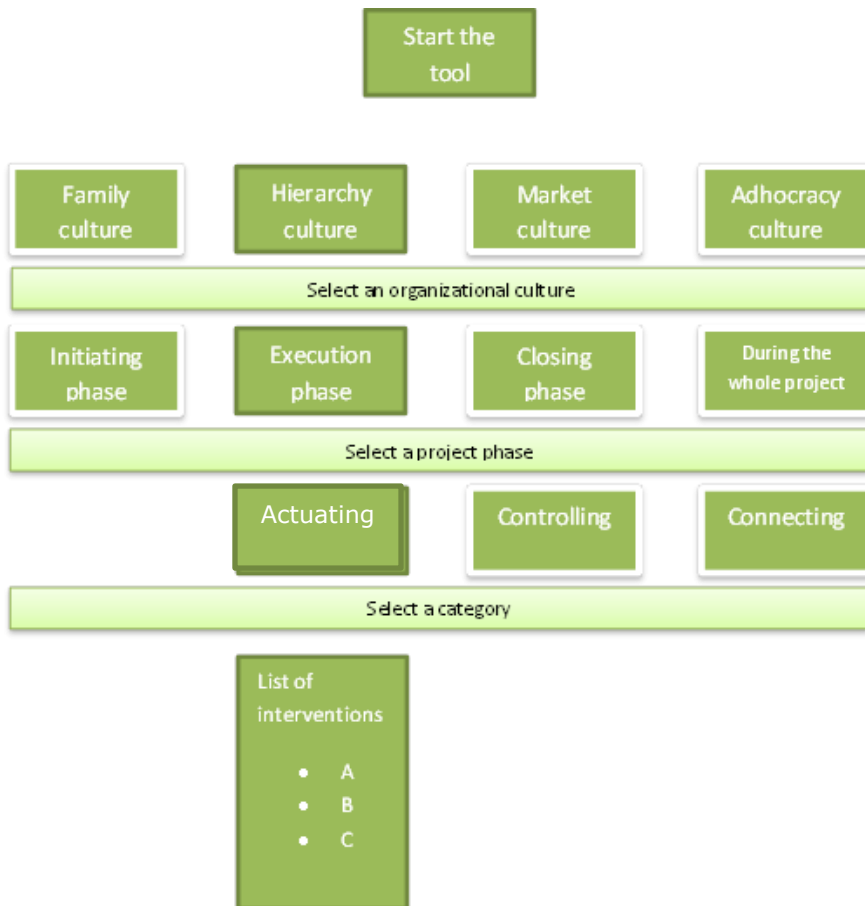 Start the
tool
Family
culture
Hierarchy
culture
Market
culture
Adhocracy
culture
Select an organizational culture
Initiating
phase
Execution
phase
Closing
phase
During the
whole project
Select a project phase
Actuating
Controlling
Connecting
Select a category
List of
interventions
• A
• B
• C